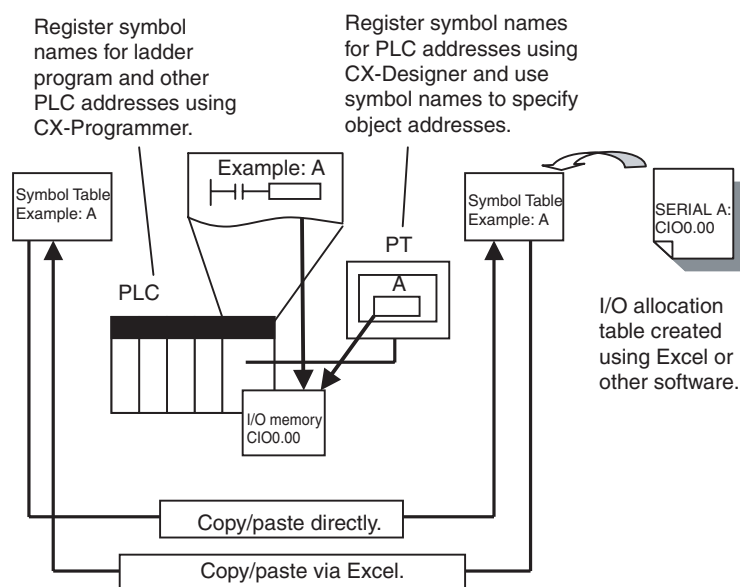 Register symbol
names for ladder
program and other
PLC addresses using
CX-Programmer.
Register symbol names
for PLC addresses using
CX-Designer and use
symbol names to specify
object addresses.
Example: A
Symbol Table
Example: A
Symbol Table
Example: A
SERIAL A:
CIO0.00
PT
A
PLC
I/O allocation
table created
using Excel or
other software.
I/O memory
CIO0.00
Copy/paste directly.
Copy/paste via Excel.